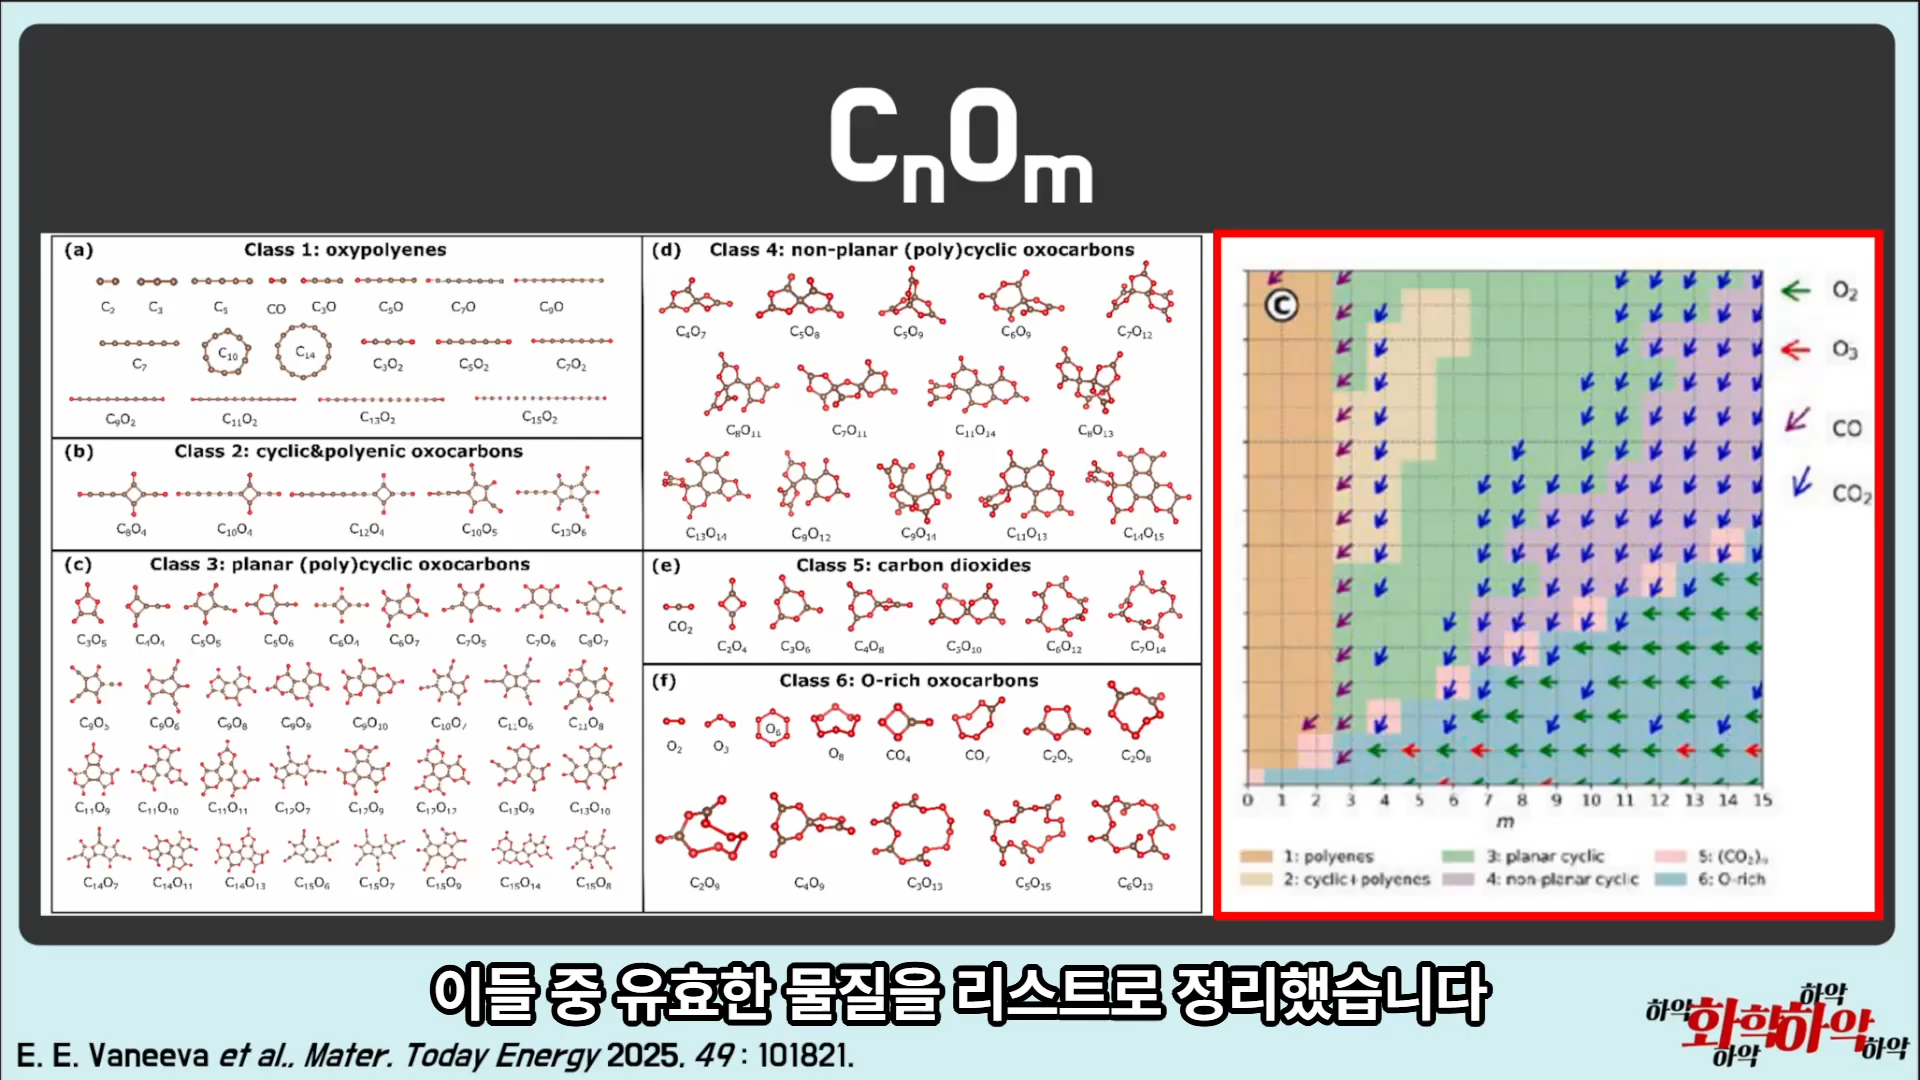 CnOm
(a) Class 1: oxypolyenes
C2 C3 C5 CO C3O C5O C7O C9O
C7 C10 C14 C3O2 C5O2 C7O2
C9O2 C11O2 C13O2 C15O2
(b) Class 2: cyclic&polyenic oxocarbons
C8O4 C10O4 C12O4 C10O5 C13O6
(c) Class 3: planar (poly)cyclic oxocarbons
C3O5 C4O4 C5O5 C5O6 C6O4 C6O7 C7O5 C7O6 C8O7
C9O5 C9O6 C9O8 C9O9 C9O10 C10O7 C11O6 C11O8
C11O9 C11O10 C11O11 C12O7 C12O9 C12O12 C13O9 C13O10
C14O7 C14O11 C14O13 C15O6 C15O7 C15O9 C15O14 C15O8
(d) Class 4: non-planar (poly)cyclic oxocarbons
C4O7 C5O8 C5O9 C6O9 C7O12
C8O11 C7O11 C11O14 C8O13
C13O14 C9O12 C9O14 C11O13 C14O15
(e) Class 5: carbon dioxides
CO2 C2O4 C3O6 C4O8 C5O10 C6O12 C7O14
(f) Class 6: O-rich oxocarbons
O2 O3 O6 O8 CO4 CO7 C2O5 C2O8
C2O9 C4O9 C3O13 C5O15 C6O13
C
O2
O3
CO
CO2
0 1 2 3 4 5 6 7 8 9 10 11 12 13 14 15
m
1: polyenes 3: planar cyclic 5: (CO2)n
2: cyclic+polyenes 4: non-planar cyclic 6: O-rich
이들 중 유효한 물질을 리스트로 정리했습니다
하악 화학하악 하악
하악 하악
E. E. Vaneeva et al., Mater. Today Energy 2025, 49 : 101821.